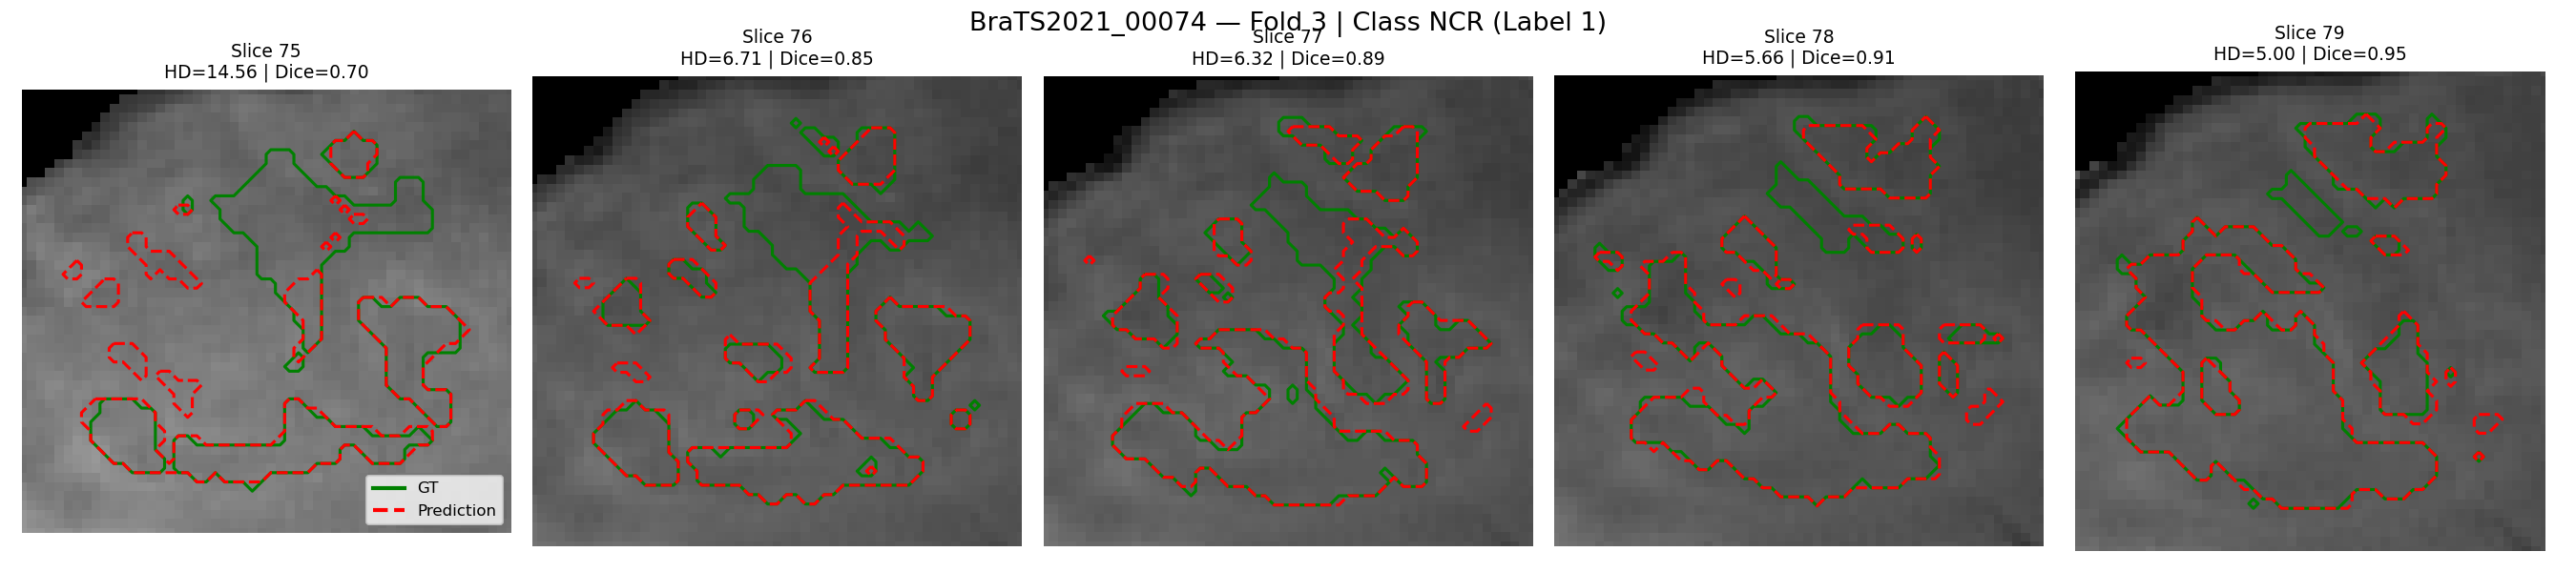 BraTS2021_00074 — Fold 3 | Class NCR (Label 1)
Slice 75
HD=14.56 | Dice=0.70
Slice 76
HD=6.71 | Dice=0.85
Slice 77
HD=6.32 | Dice=0.89
Slice 78
HD=5.66 | Dice=0.91
Slice 79
HD=5.00 | Dice=0.95
GT
Prediction